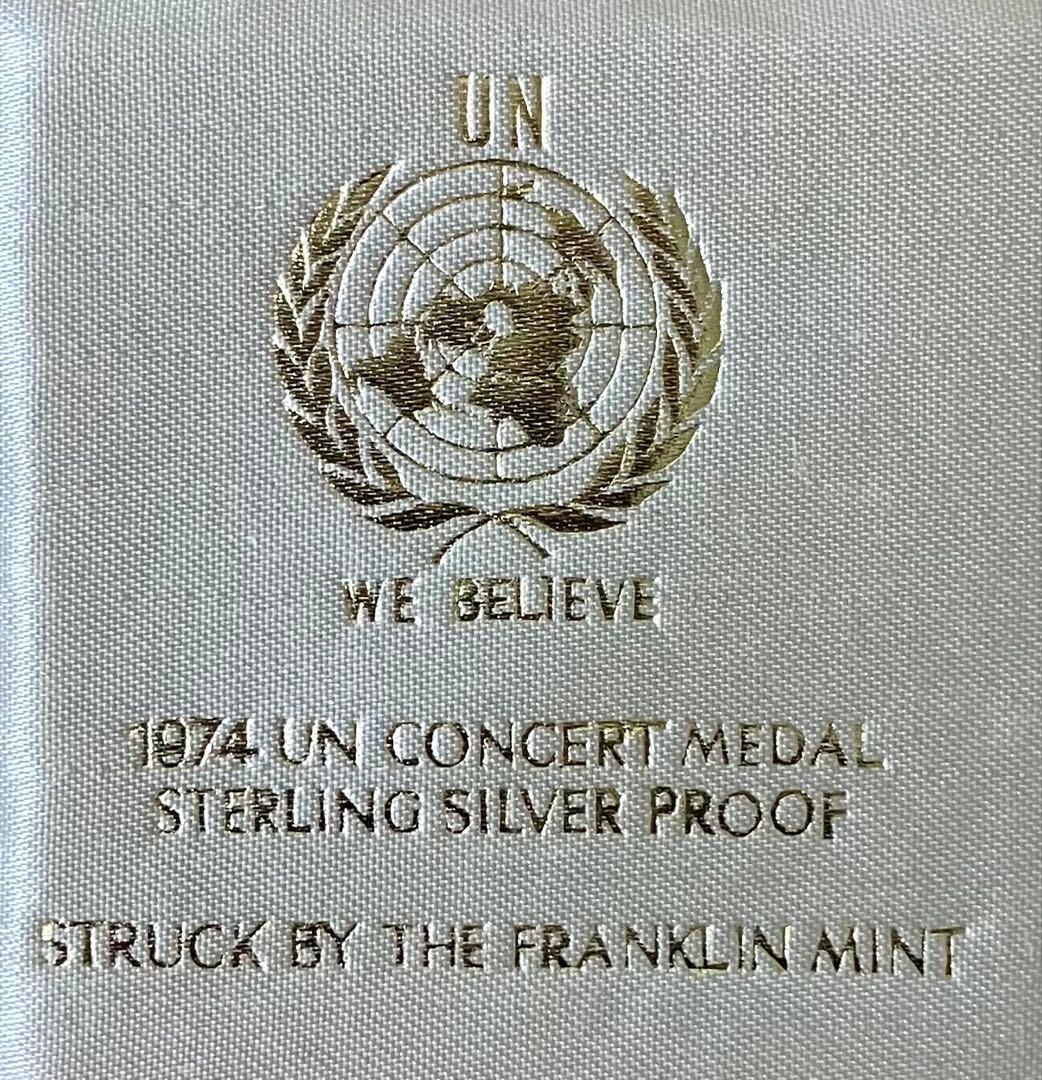 UN
WE BELIEVE
1974 UN CONCERT MEDAL
STERLING SILVER PROOF
STRUCK BY THE FRANKLIN MINT